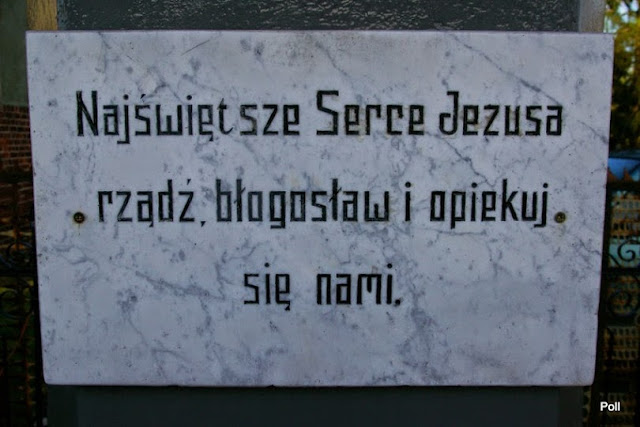 Najświętsze Serce Jezusa
rządź, błogosław i opiekuj
się nami.
Poll